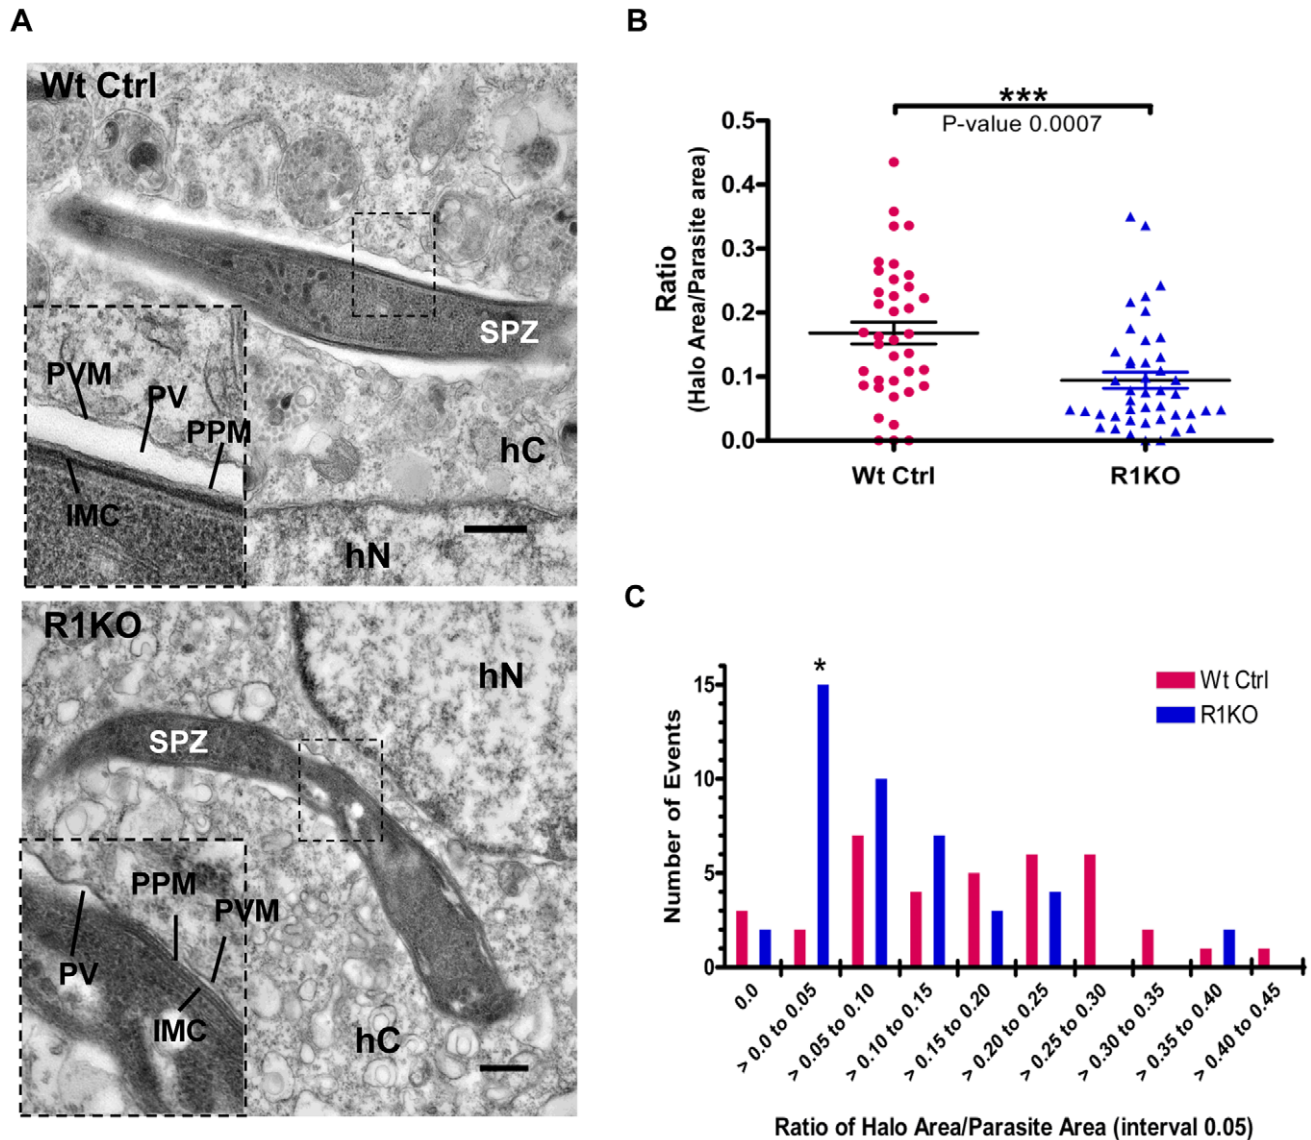 A
Wt Ctrl
SPZ
PVM
PV
PPM
IMC
hC
hN
R1KO
hN
SPZ
PPM
PVM
PV
IMC
hC
B
***
P-value 0.0007
Ratio
(Halo Area/Parasite area)
0.5
0.4
0.3
0.2
0.1
0.0
Wt Ctrl
R1KO
C
*
Wt Ctrl
R1KO
Number of Events
15
10
5
0
0.0
> 0.0 to 0.05
> 0.05 to 0.10
> 0.10 to 0.15
> 0.15 to 0.20
> 0.20 to 0.25
> 0.25 to 0.30
> 0.30 to 0.35
> 0.35 to 0.40
> 0.40 to 0.45
Ratio of Halo Area/Parasite Area (interval 0.05)